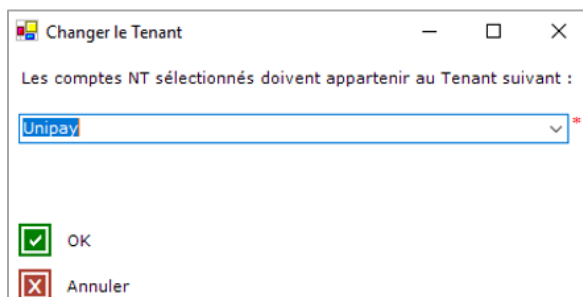 Changer le Tenant
Les comptes NT sélectionnés doivent appartenir au Tenant suivant :
Unipay
*
OK
Annuler